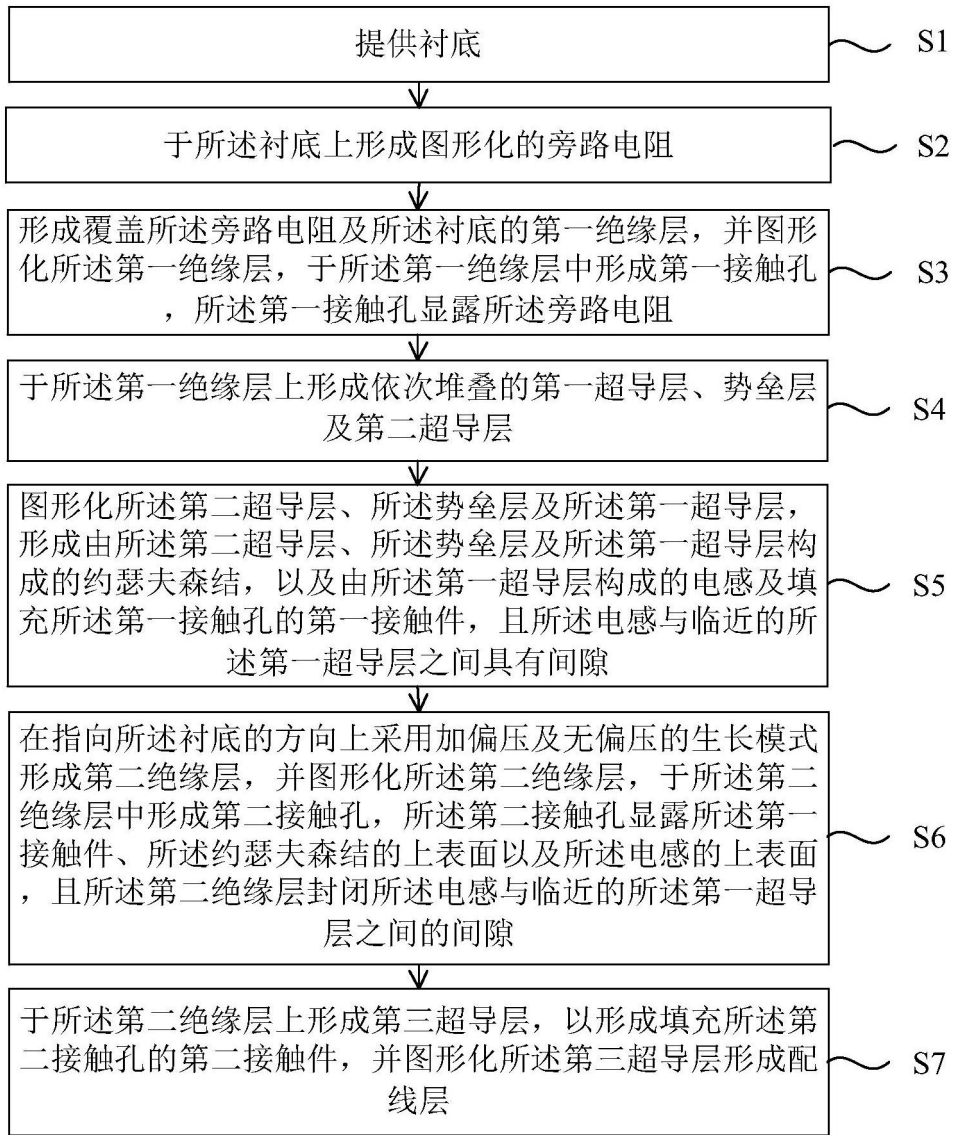 提供衬底
S1
于所述衬底上形成图形化的旁路电阻
S2
形成覆盖所述旁路电阻及所述衬底的第一绝缘层，并图形
化所述第一绝缘层，于所述第一绝缘层中形成第一接触孔
，所述第一接触孔显露所述旁路电阻
S3
于所述第一绝缘层上形成依次堆叠的第一超导层、势垒层
及第二超导层
S4
图形化所述第二超导层、所述势垒层及所述第一超导层，
形成由所述第二超导层、所述势垒层及所述第一超导层构
成的约瑟夫森结，以及由所述第一超导层构成的电感及填
充所述第一接触孔的第一接触件，且所述电感与临近的所
述第一超导层之间具有间隙
S5
在指向所述衬底的方向上采用加偏压及无偏压的生长模式
形成第二绝缘层，并图形化所述第二绝缘层，于所述第二
绝缘层中形成第二接触孔，所述第二接触孔显露所述第一
接触件、所述约瑟夫森结的上表面以及所述电感的上表面
，且所述第二绝缘层封闭所述电感与临近的所述第一超导
层之间的间隙
S6
于所述第二绝缘层上形成第三超导层，以形成填充所述第
二接触孔的第二接触件，并图形化所述第三超导层形成配
线层
S7